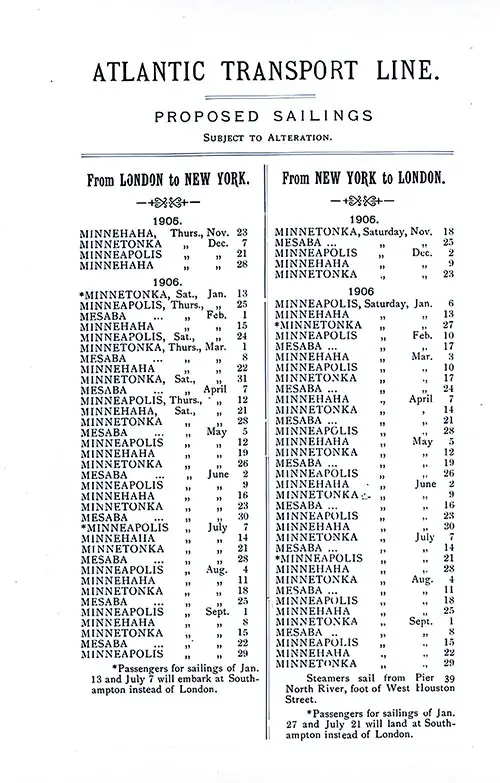 ATLANTIC TRANSPORT LINE.
PROPOSED SAILINGS
SUBJECT TO ALTERATION.
From LONDON to NEW YORK.
1905.
MINNEHAHA, Thurs., Nov. 23
MINNETONKA „ Dec. 7
MINNEAPOLIS „ „ 21
MINNEHAHA „ „ 28
1906.
*MINNETONKA, Sat., Jan. 13
MINNEAPOLIS, Thurs., „ 25
MESABA ... „ Feb. 1
MINNEHAHA „ „ 15
MINNEAPOLIS, Sat., „ 24
MINNETONKA, Thurs., Mar. 1
MESABA ... „ „ 8
MINNEHAHA „ „ 22
MINNETONKA, Sat., „ 31
MESABA ... „ April 7
MINNEAPOLIS, Thurs., „ 12
MINNEHAHA, Sat., „ 21
MINNETONKA „ „ 28
MESABA ... „ May 5
MINNEAPOLIS „ „ 12
MINNEHAHA „ „ 19
MINNETONKA „ „ 26
MESABA ... „ June 2
MINNEAPOLIS „ „ 9
MINNEHAHA „ „ 16
MINNETONKA „ „ 23
MESABA ... „ „ 30
*MINNEAPOLIS „ July 7
MINNEHAHA „ „ 14
MINNETONKA „ „ 21
MESABA ... „ „ 28
MINNEAPOLIS „ Aug. 4
MINNEHAHA „ „ 11
MINNETONKA „ „ 18
MESABA ... „ „ 25
MINNEAPOLIS „ Sept. 1
MINNEHAHA „ „ 8
MINNETONKA „ „ 15
MESABA ... „ „ 22
MINNEAPOLIS „ „ 29
*Passengers for sailings of Jan.
13 and July 7 will embark at South-
ampton instead of London.
From NEW YORK to LONDON.
1905.
MINNETONKA, Saturday, Nov. 18
MESABA ... „ „ 25
MINNEAPOLIS „ Dec. 2
MINNEHAHA „ „ 9
MINNETONKA „ „ 23
1906
MINNEAPOLIS, Saturday, Jan. 6
MINNEHAHA „ „ 13
*MINNETONKA „ „ 27
MINNEAPOLIS „ Feb. 10
MESABA ... „ „ 17
MINNEHAHA „ Mar. 3
MINNEAPOLIS „ „ 10
MINNETONKA „ „ 17
MESABA ... „ „ 24
MINNEHAHA „ April 7
MINNETONKA „ „ 14
MESABA ... „ „ 21
MINNEAPOLIS „ „ 28
MINNEHAHA „ May 5
MINNETONKA „ „ 12
MESABA ... „ „ 19
MINNEAPOLIS „ „ 26
MINNEHAHA „ June 2
MINNETONKA „ „ 9
MESABA ... „ „ 16
MINNEAPOLIS „ „ 23
MINNEHAHA „ „ 30
MINNETONKA „ July 7
MESABA ... „ „ 14
*MINNEAPOLIS „ „ 21
MINNEHAHA „ „ 28
MINNETONKA „ Aug. 4
MESABA ... „ „ 11
MINNEAPOLIS „ „ 18
MINNEHAHA „ „ 25
MINNETONKA „ Sept. 1
MESABA .. „ „ 8
MINNEAPOLIS „ „ 15
MINNEHAHA „ „ 22
MINNETONKA „ „ 29
Steamers sail from Pier 39
North River, foot of West Houston
Street.
*Passengers for sailings of Jan.
27 and July 21 will land at South-
ampton instead of London.